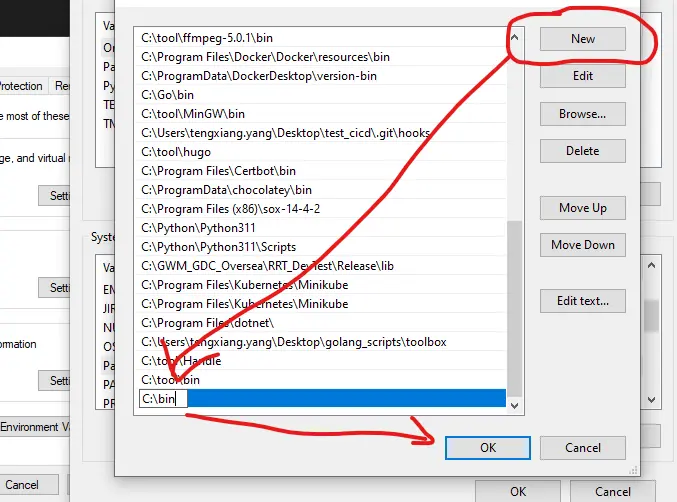 Va
On
Pa
Py
TE
TM
Protection
Re
e most of these
ge, and virtual
Setti
Setti
ormation
Setti
Environment Va
Cancel
Syste
Va
EM
JIR
NU
OS
Pa
PA
PR
C:\tool\ffmpeg-5.0.1\bin
C:\Program Files\Docker\Docker\resources\bin
C:\ProgramData\DockerDesktop\version-bin
C:\Go\bin
C:\tool\MinGW\bin
C:\Users\tengxiang.yang\Desktop\test_cicd\.git\hooks
C:\tool\hugo
C:\Program Files\Certbot\bin
C:\ProgramData\chocolatey\bin
C:\Program Files (x86)\sox-14-4-2
C:\Python\Python311
C:\Python\Python311\Scripts
C:\GWM_GDC_Oversea\RRT_DevTest\Release\lib
C:\Program Files\Kubernetes\Minikube
C:\Program Files\Kubernetes\Minikube
C:\Program Files\dotnet\
C:\Users\tengxiang.yang\Desktop\golang_scripts\toolbox
C:\tool\Handle
C:\tool\bin
C:\bin
New
Edit
Browse...
Delete
Move Up
Move Down
Edit text...
OK
Cancel
OK
Cancel